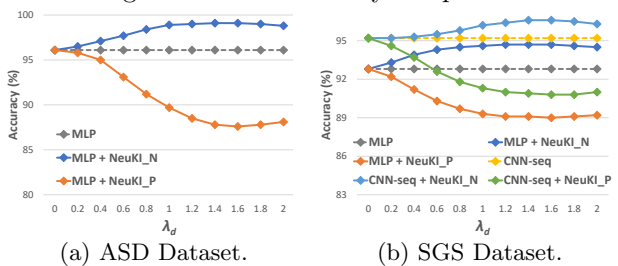 100
95
90
85
80
Accuracy (%)
MLP
MLP + NeuKI_N
MLP + NeuKI_P
0 0.2 0.4 0.6 0.8 1 1.2 1.4 1.6 1.8 2
λd
(a) ASD Dataset.
95
92
89
86
83
Accuracy (%)
MLP MLP + NeuKI_N
MLP + NeuKI_P CNN-seq
CNN-seq + NeuKI_N CNN-seq + NeuKI_P
0 0.2 0.4 0.6 0.8 1 1.2 1.4 1.6 1.8 2
λd
(b) SGS Dataset.